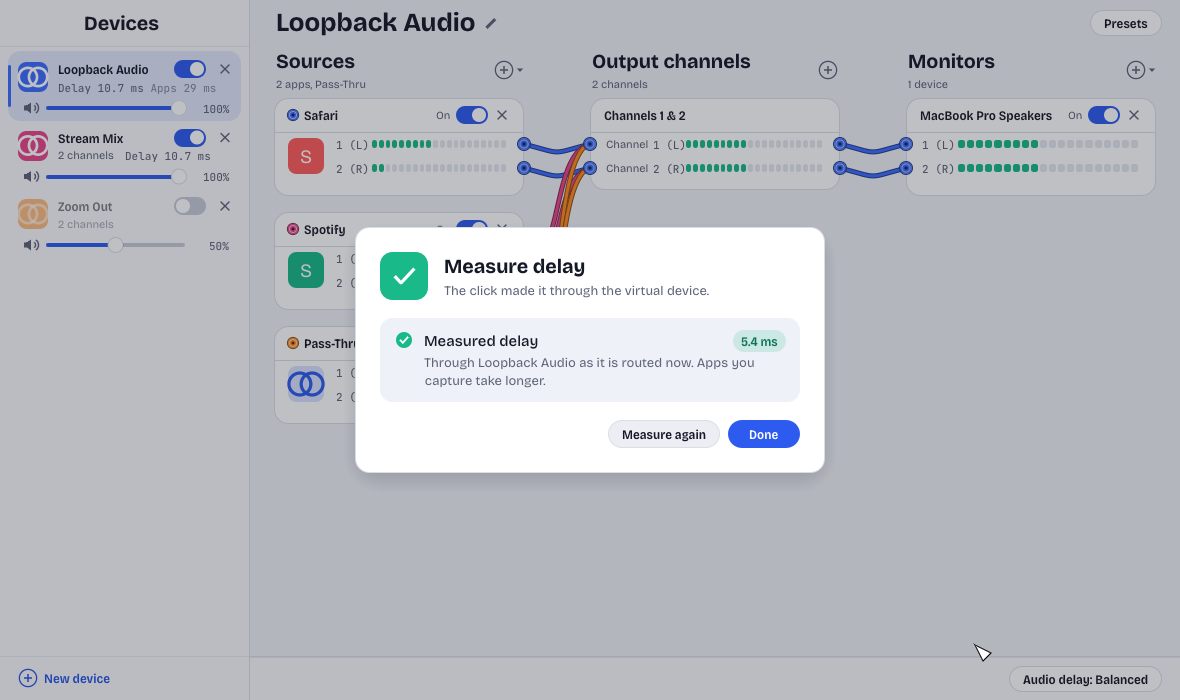 Devices
Loopback Audio
Delay 10.7 ms Apps 29 ms
100%
Stream Mix
2 channels Delay 10.7 ms
100%
Zoom Out
2 channels
50%
New device
Loopback Audio
Presets
Sources
2 apps, Pass-Thru
Output channels
2 channels
Monitors
1 device
Safari
On
S
1 (L)
2 (R)
Channels 1 & 2
Channel 1 (L)
Channel 2 (R)
MacBook Pro Speakers
On
1 (L)
2 (R)
Spotify
S
1 (
2 (
Pass-Thru
1 (
2 (
Measure delay
The click made it through the virtual device.
Measured delay
5.4 ms
Through Loopback Audio as it is routed now. Apps you
capture take longer.
Measure again
Done
Audio delay: Balanced